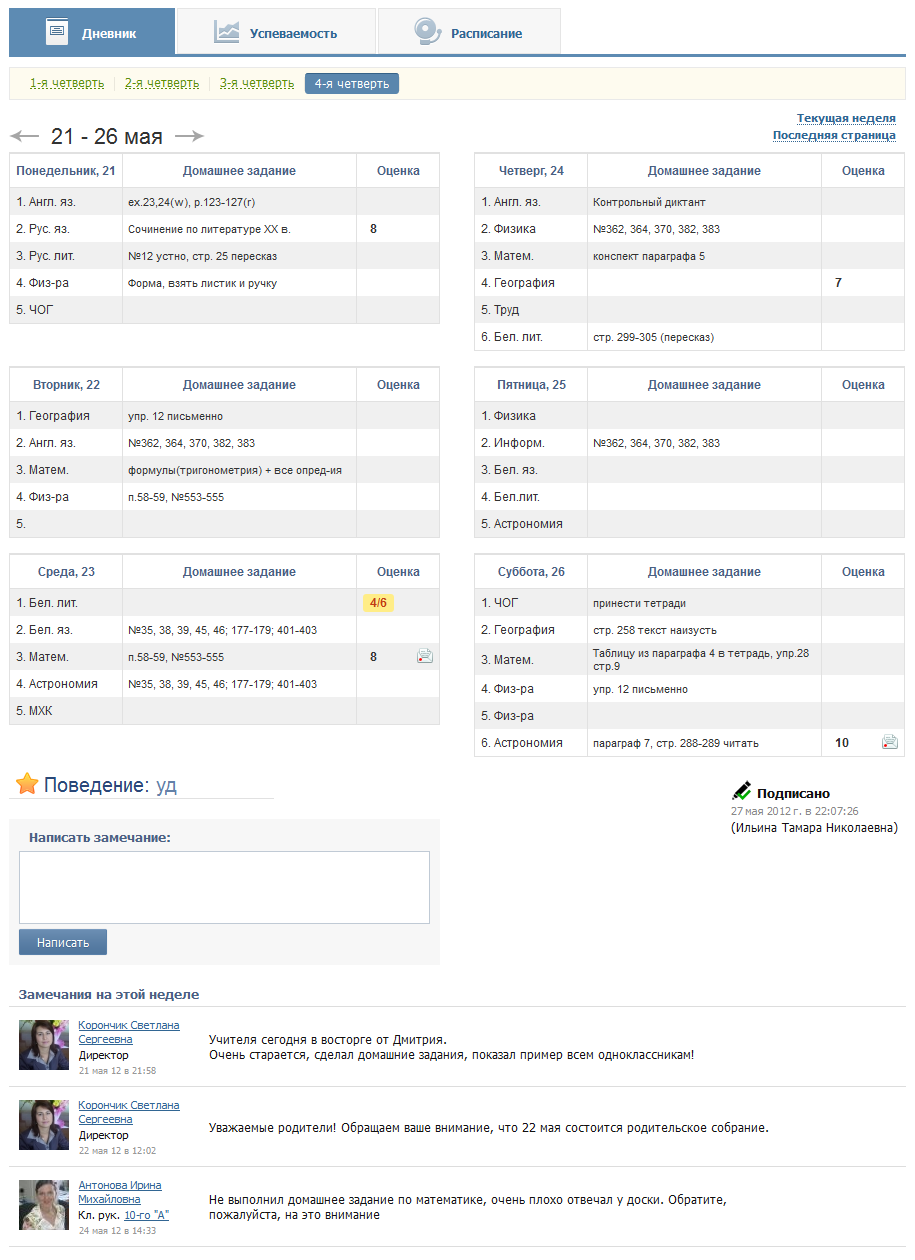 Дневник
Успеваемость
Расписание
1-я четверть 2-я четверть 3-я четверть 4-я четверть
Текущая неделя
Последняя страница
21 - 26 мая
Понедельник, 21 Домашнее задание Оценка
1. Англ. яз. ex.23,24(w), p.123-127(r)
2. Рус. яз. Сочинение по литературе XX в. 8
3. Рус. лит. №12 устно, стр. 25 пересказ
4. Физ-ра Форма, взять листик и ручку
5. ЧОГ
Четверг, 24 Домашнее задание Оценка
1. Англ. яз. Контрольный диктант
2. Физика №362, 364, 370, 382, 383
3. Матем. конспект параграфа 5
4. География 7
5. Труд
6. Бел. лит. стр. 299-305 (пересказ)
Вторник, 22 Домашнее задание Оценка
1. География упр. 12 письменно
2. Англ. яз. №362, 364, 370, 382, 383
3. Матем. формулы(тригонометрия) + все опред-ия
4. Физ-ра п.58-59, №553-555
5.
Пятница, 25 Домашнее задание Оценка
1. Физика
2. Информ. №362, 364, 370, 382, 383
3. Бел. яз.
4. Бел.лит.
5. Астрономия
Среда, 23 Домашнее задание Оценка
1. Бел. лит. 4/6
2. Бел. яз. №35, 38, 39, 45, 46; 177-179; 401-403
3. Матем. п.58-59, №553-555 8
4. Астрономия №35, 38, 39, 45, 46; 177-179; 401-403
5. МХК
Суббота, 26 Домашнее задание Оценка
1. ЧОГ принести тетради
2. География стр. 258 текст наизусть
3. Матем. Таблицу из параграфа 4 в тетрадь, упр.28
стр.9
4. Физ-ра упр. 12 письменно
5. Физ-ра
6. Астрономия параграф 7, стр. 288-289 читать 10
Поведение: уд
Подписано
27 мая 2012 г. в 22:07:26
(Ильина Тамара Николаевна)
Написать замечание:
Написать
Замечания на этой неделе
Корончик Светлана
Сергеевна
Директор
21 мая 12 в 21:58
Учителя сегодня в восторге от Дмитрия.
Очень старается, сделал домашние задания, показал пример всем одноклассникам!
Корончик Светлана
Сергеевна
Директор
22 мая 12 в 12:02
Уважаемые родители! Обращаем ваше внимание, что 22 мая состоится родительское собрание.
Антонова Ирина
Михайловна
Кл. рук. 10-го "А"
24 мая 12 в 14:33
Не выполнил домашнее задание по математике, очень плохо отвечал у доски. Обратите,
пожалуйста, на это внимание